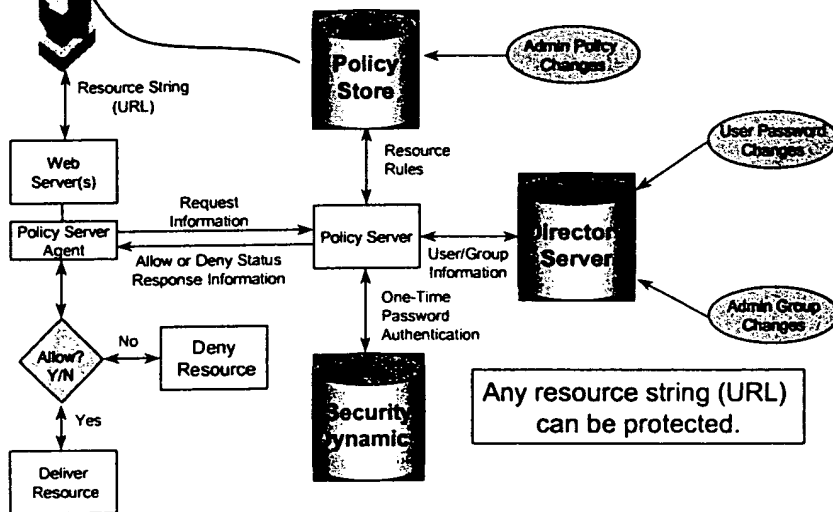 Resource String
(URL)
Policy
Store
Admin Policy
Changes
User Password
Changes
Web
Server(s)
Resource
Rules
Request
Information
Policy Server
Agent
Policy Server
Director
Server
Allow or Deny Status
Response Information
User/Group
Information
One-Time
Password
Authentication
Admin Group
Changes
Allow?
Y/N
No
Deny
Resource
Yes
Security
Dynamic
Any resource string (URL)
can be protected.
Deliver
Resource